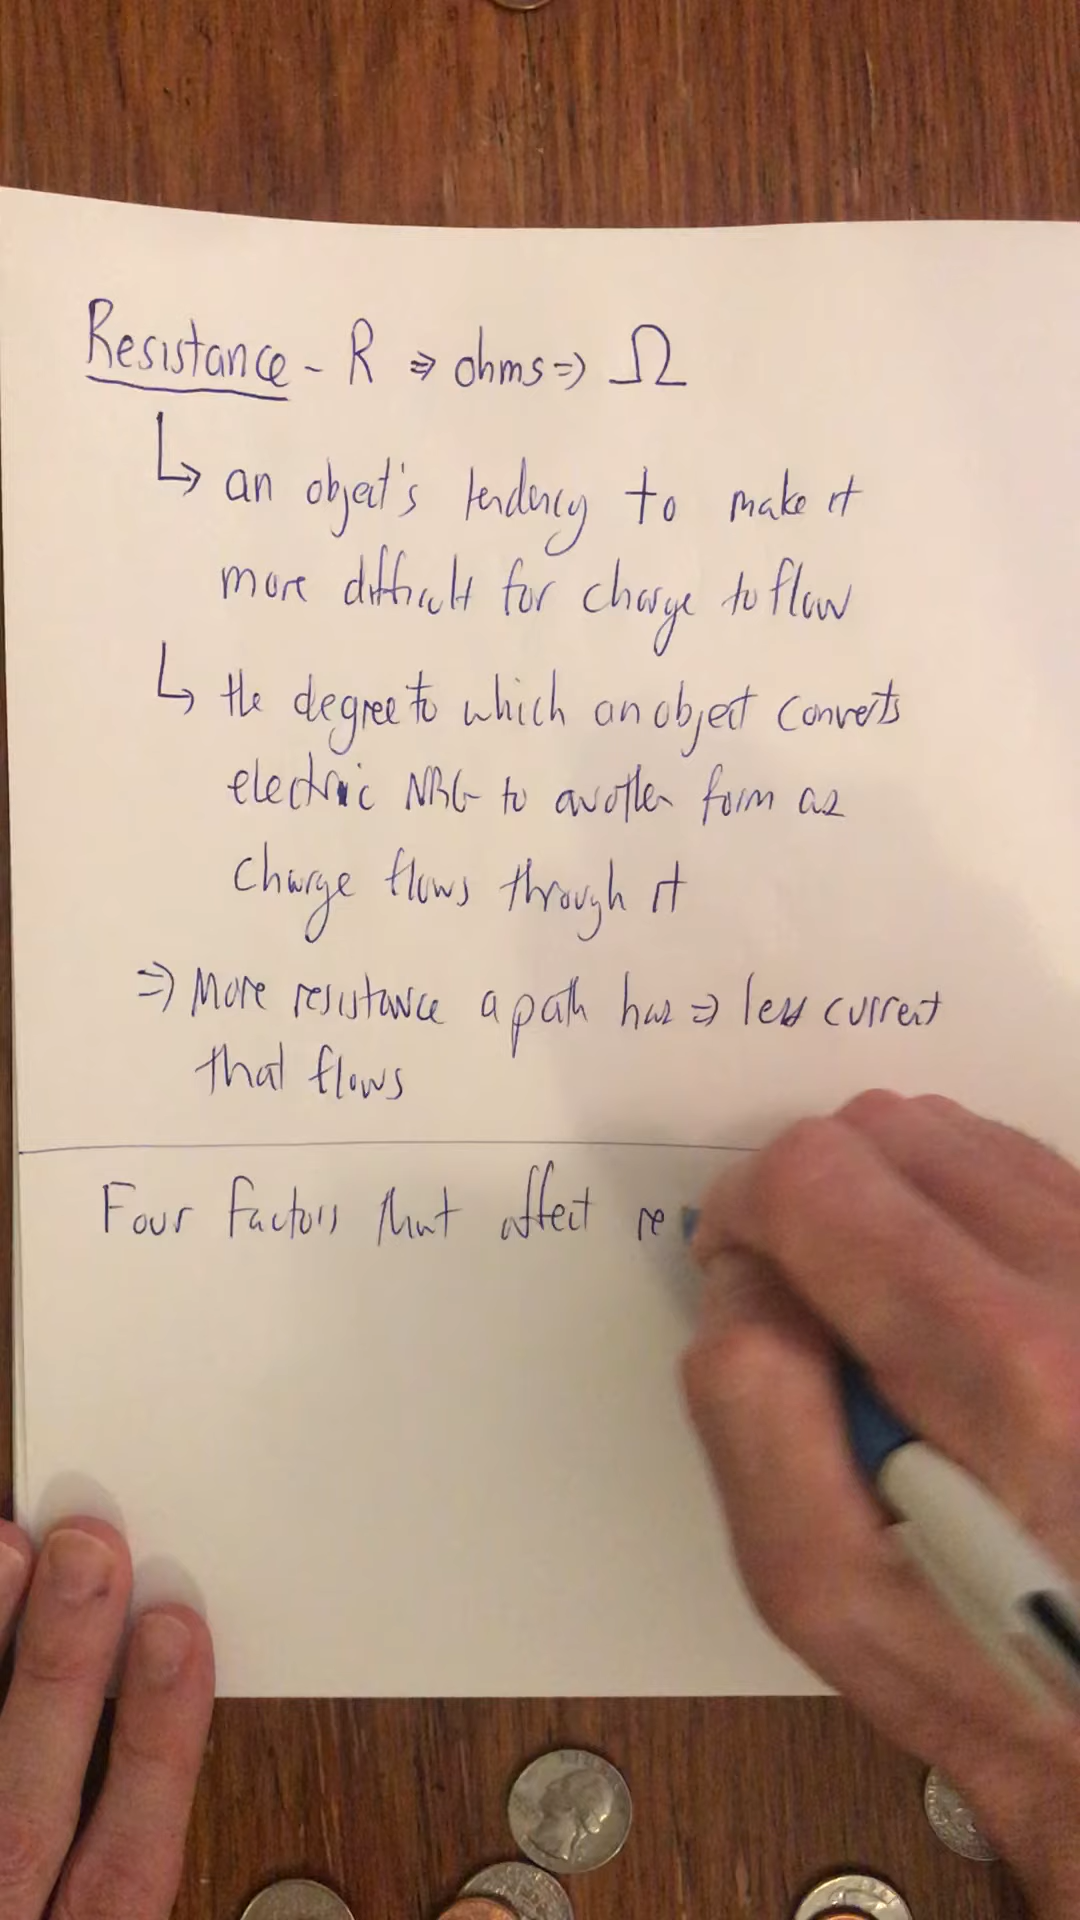 Resistance - R ⇒ ohms ⇒ Ω
↳ an object's tendency to make it
more difficult for charge to flow
↳ the degree to which an object converts
electric NRG to another form as
charge flows through it
⇒ More resistance a path has ⇒ less current
that flows
Four factors that affect re